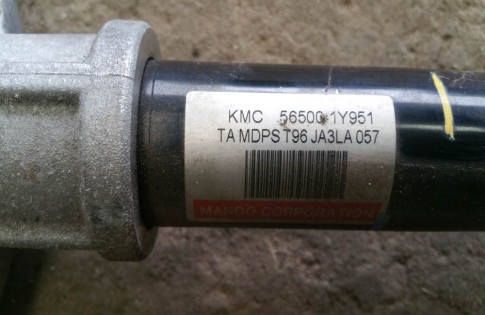 KMC 56500-1Y951
TA MDPS T96 JA3LA 057
MANDO CORPORATION